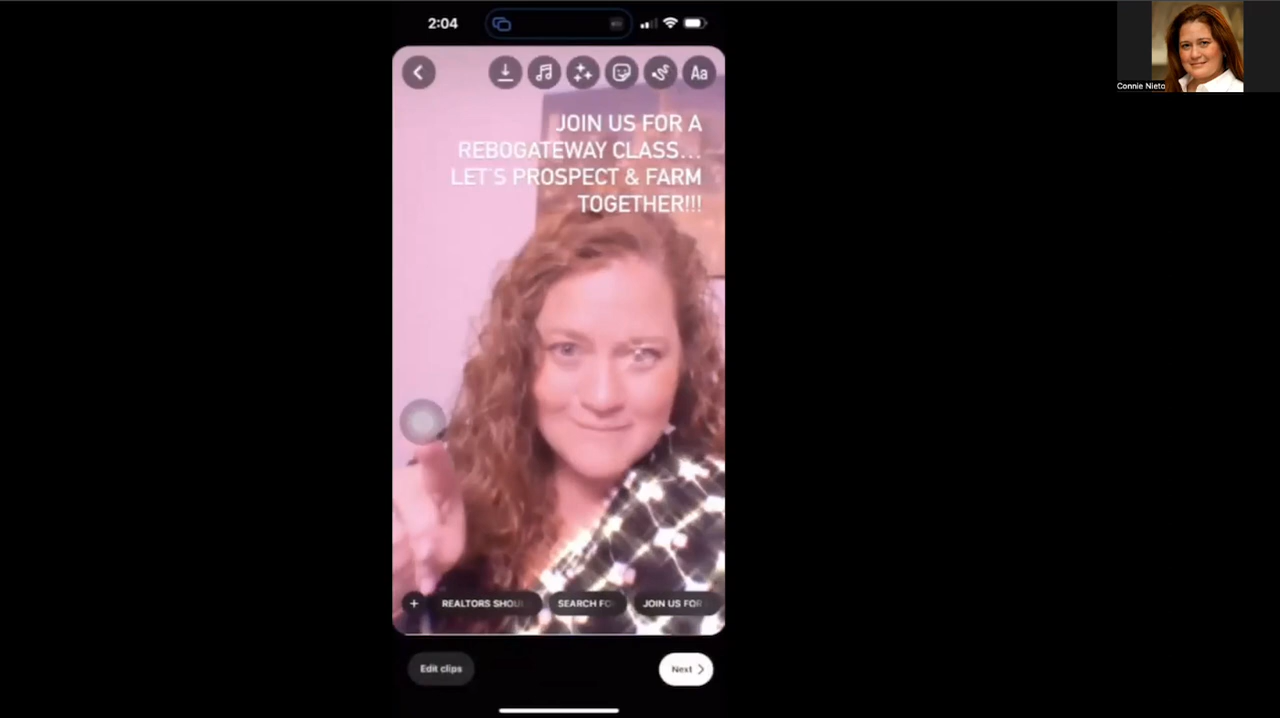 2:04
Connie Nieto
Aa
JOIN US FOR A
REBOGATEWAY CLASS...
LET'S PROSPECT & FARM
TOGETHER!!!
+ REALTORS SHOU SEARCH FO JOIN US FOR
Edit clips Next >